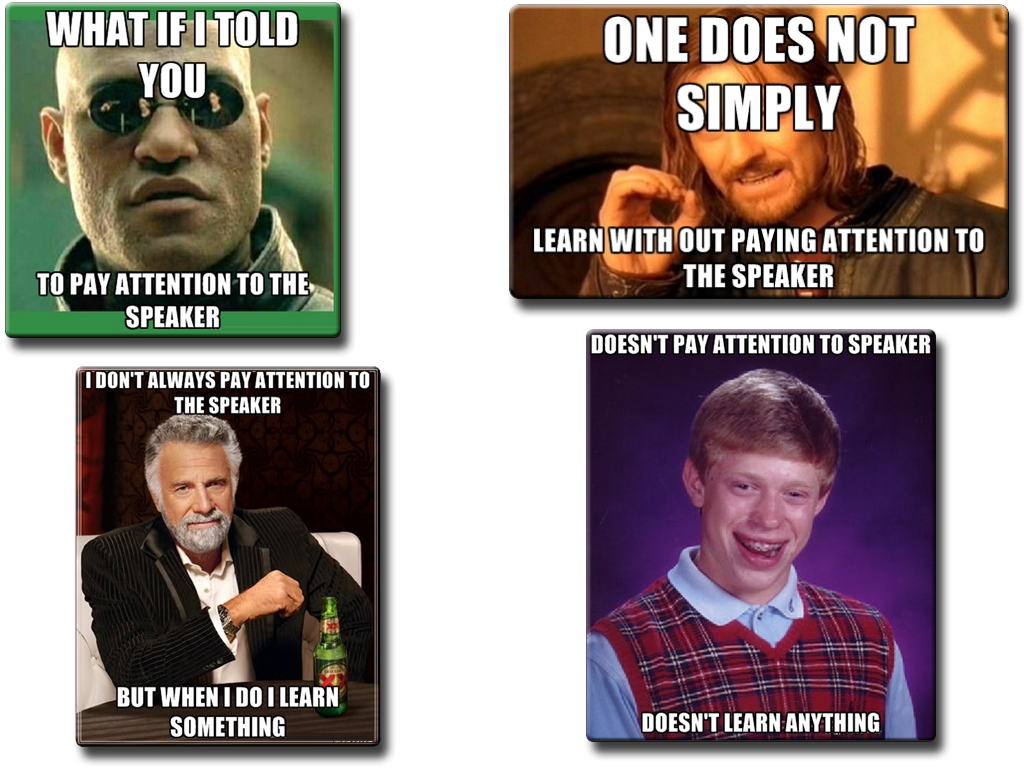 WHAT IF I TOLD
YOU
TO PAY ATTENTION TO THE
SPEAKER
ONE DOES NOT
SIMPLY
LEARN WITH OUT PAYING ATTENTION TO
THE SPEAKER
I DON'T ALWAYS PAY ATTENTION TO
THE SPEAKER
BUT WHEN I DO I LEARN
SOMETHING
DOESN'T PAY ATTENTION TO SPEAKER
DOESN'T LEARN ANYTHING